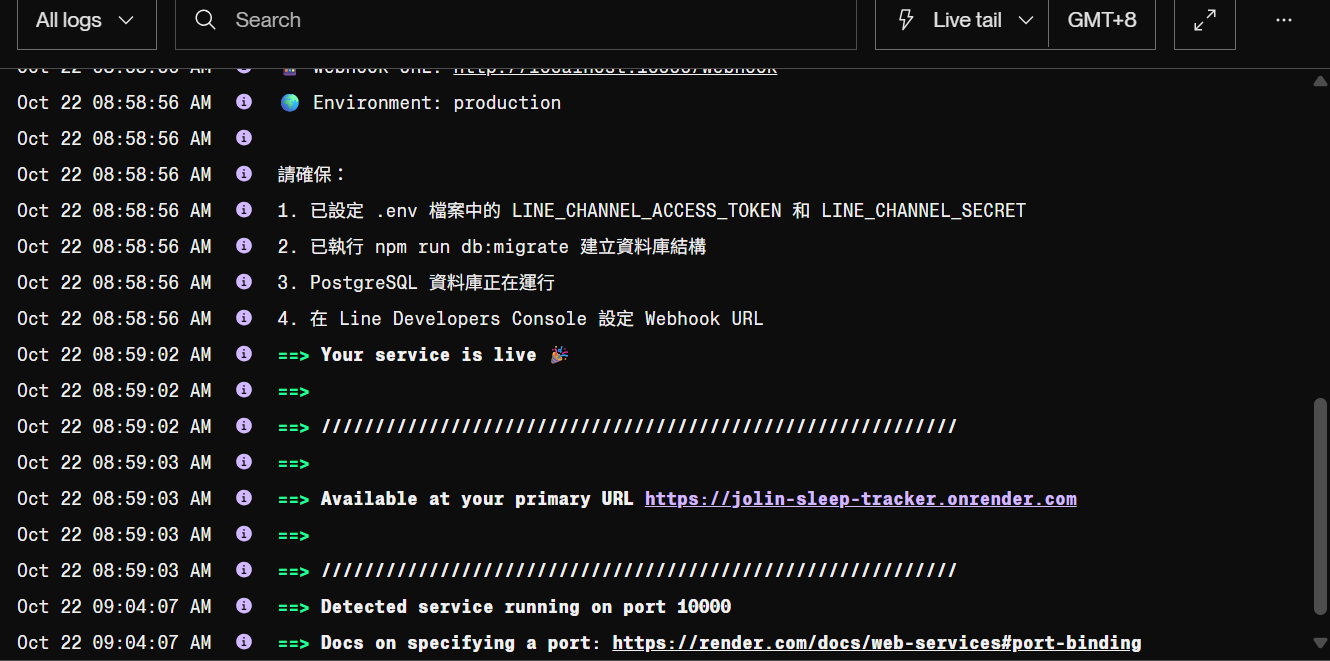 All logs Search Live tail GMT+8 ...
Webhook URL: http://localhost:10000/webhook
Oct 22 08:58:56 AM 🌍 Environment: production
Oct 22 08:58:56 AM
Oct 22 08:58:56 AM 請確保：
Oct 22 08:58:56 AM 1. 已設定 .env 檔案中的 LINE_CHANNEL_ACCESS_TOKEN 和 LINE_CHANNEL_SECRET
Oct 22 08:58:56 AM 2. 已執行 npm run db:migrate 建立資料庫結構
Oct 22 08:58:56 AM 3. PostgreSQL 資料庫正在運行
Oct 22 08:58:56 AM 4. 在 Line Developers Console 設定 Webhook URL
Oct 22 08:59:02 AM ==> Your service is live 🎉
Oct 22 08:59:02 AM ==>
Oct 22 08:59:02 AM ==> ///////////////////////////////////////////////////////////
Oct 22 08:59:03 AM ==>
Oct 22 08:59:03 AM ==> Available at your primary URL https://jolin-sleep-tracker.onrender.com
Oct 22 08:59:03 AM ==>
Oct 22 08:59:03 AM ==> ///////////////////////////////////////////////////////////
Oct 22 09:04:07 AM ==> Detected service running on port 10000
Oct 22 09:04:07 AM ==> Docs on specifying a port: https://render.com/docs/web-services#port-binding